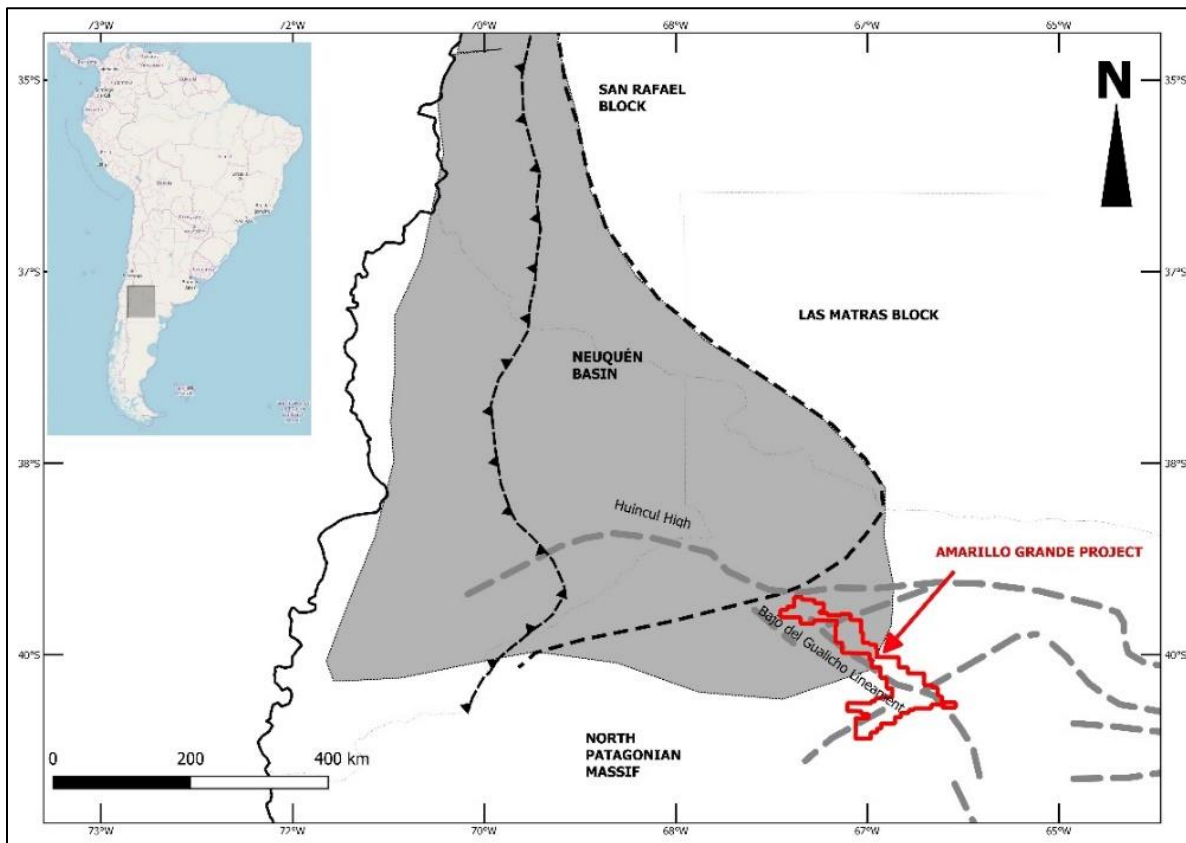 73°W
72°W
70°W
68°W
67°W
65°W
35°S
35°S
N
SAN RAFAEL
BLOCK
37°S
37°S
LAS MATRAS BLOCK
NEUQUÉN
BASIN
38°S
38°S
Huincul High
AMARILLO GRANDE PROJECT
Bajo del Gualicho Lineament
40°S
40°S
NORTH
PATAGONIAN
MASSIF
0 200 400 km
73°W
72°W
70°W
68°W
67°W
65°W